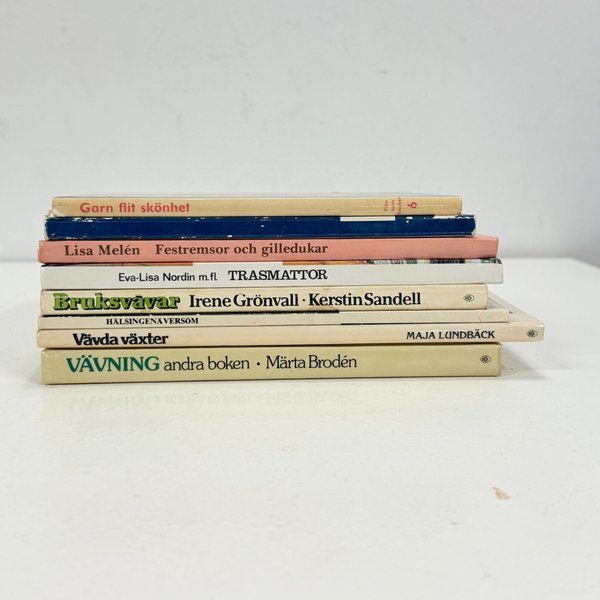 Garn flit skönhet 6
Lisa Melén Festremsor och gilledukar
Eva-Lisa Nordin m.fl. TRASMATTOR
Bruksvävar Irene Grönvall · Kerstin Sandell
HÄLSINGENÄVERSOM
Vävda växter MAJA LUNDBÄCK
VÄVNING andra boken · Märta Brodén